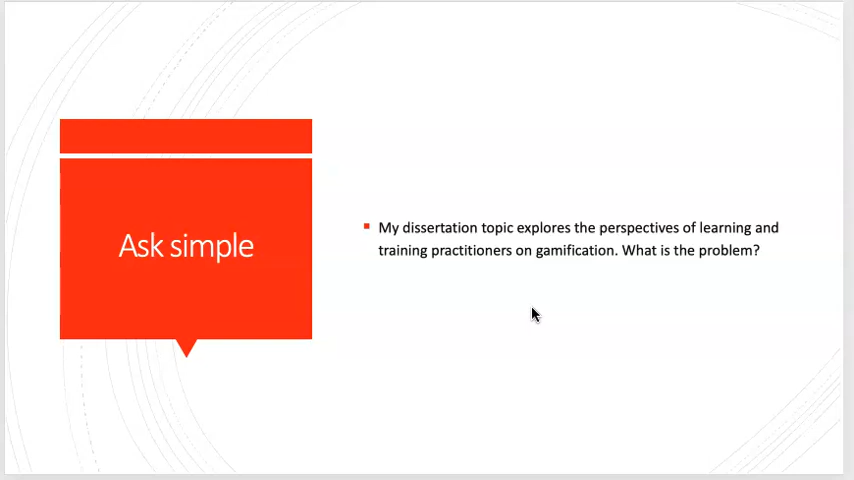 Ask simple
My dissertation topic explores the perspectives of learning and
training practitioners on gamification. What is the problem?